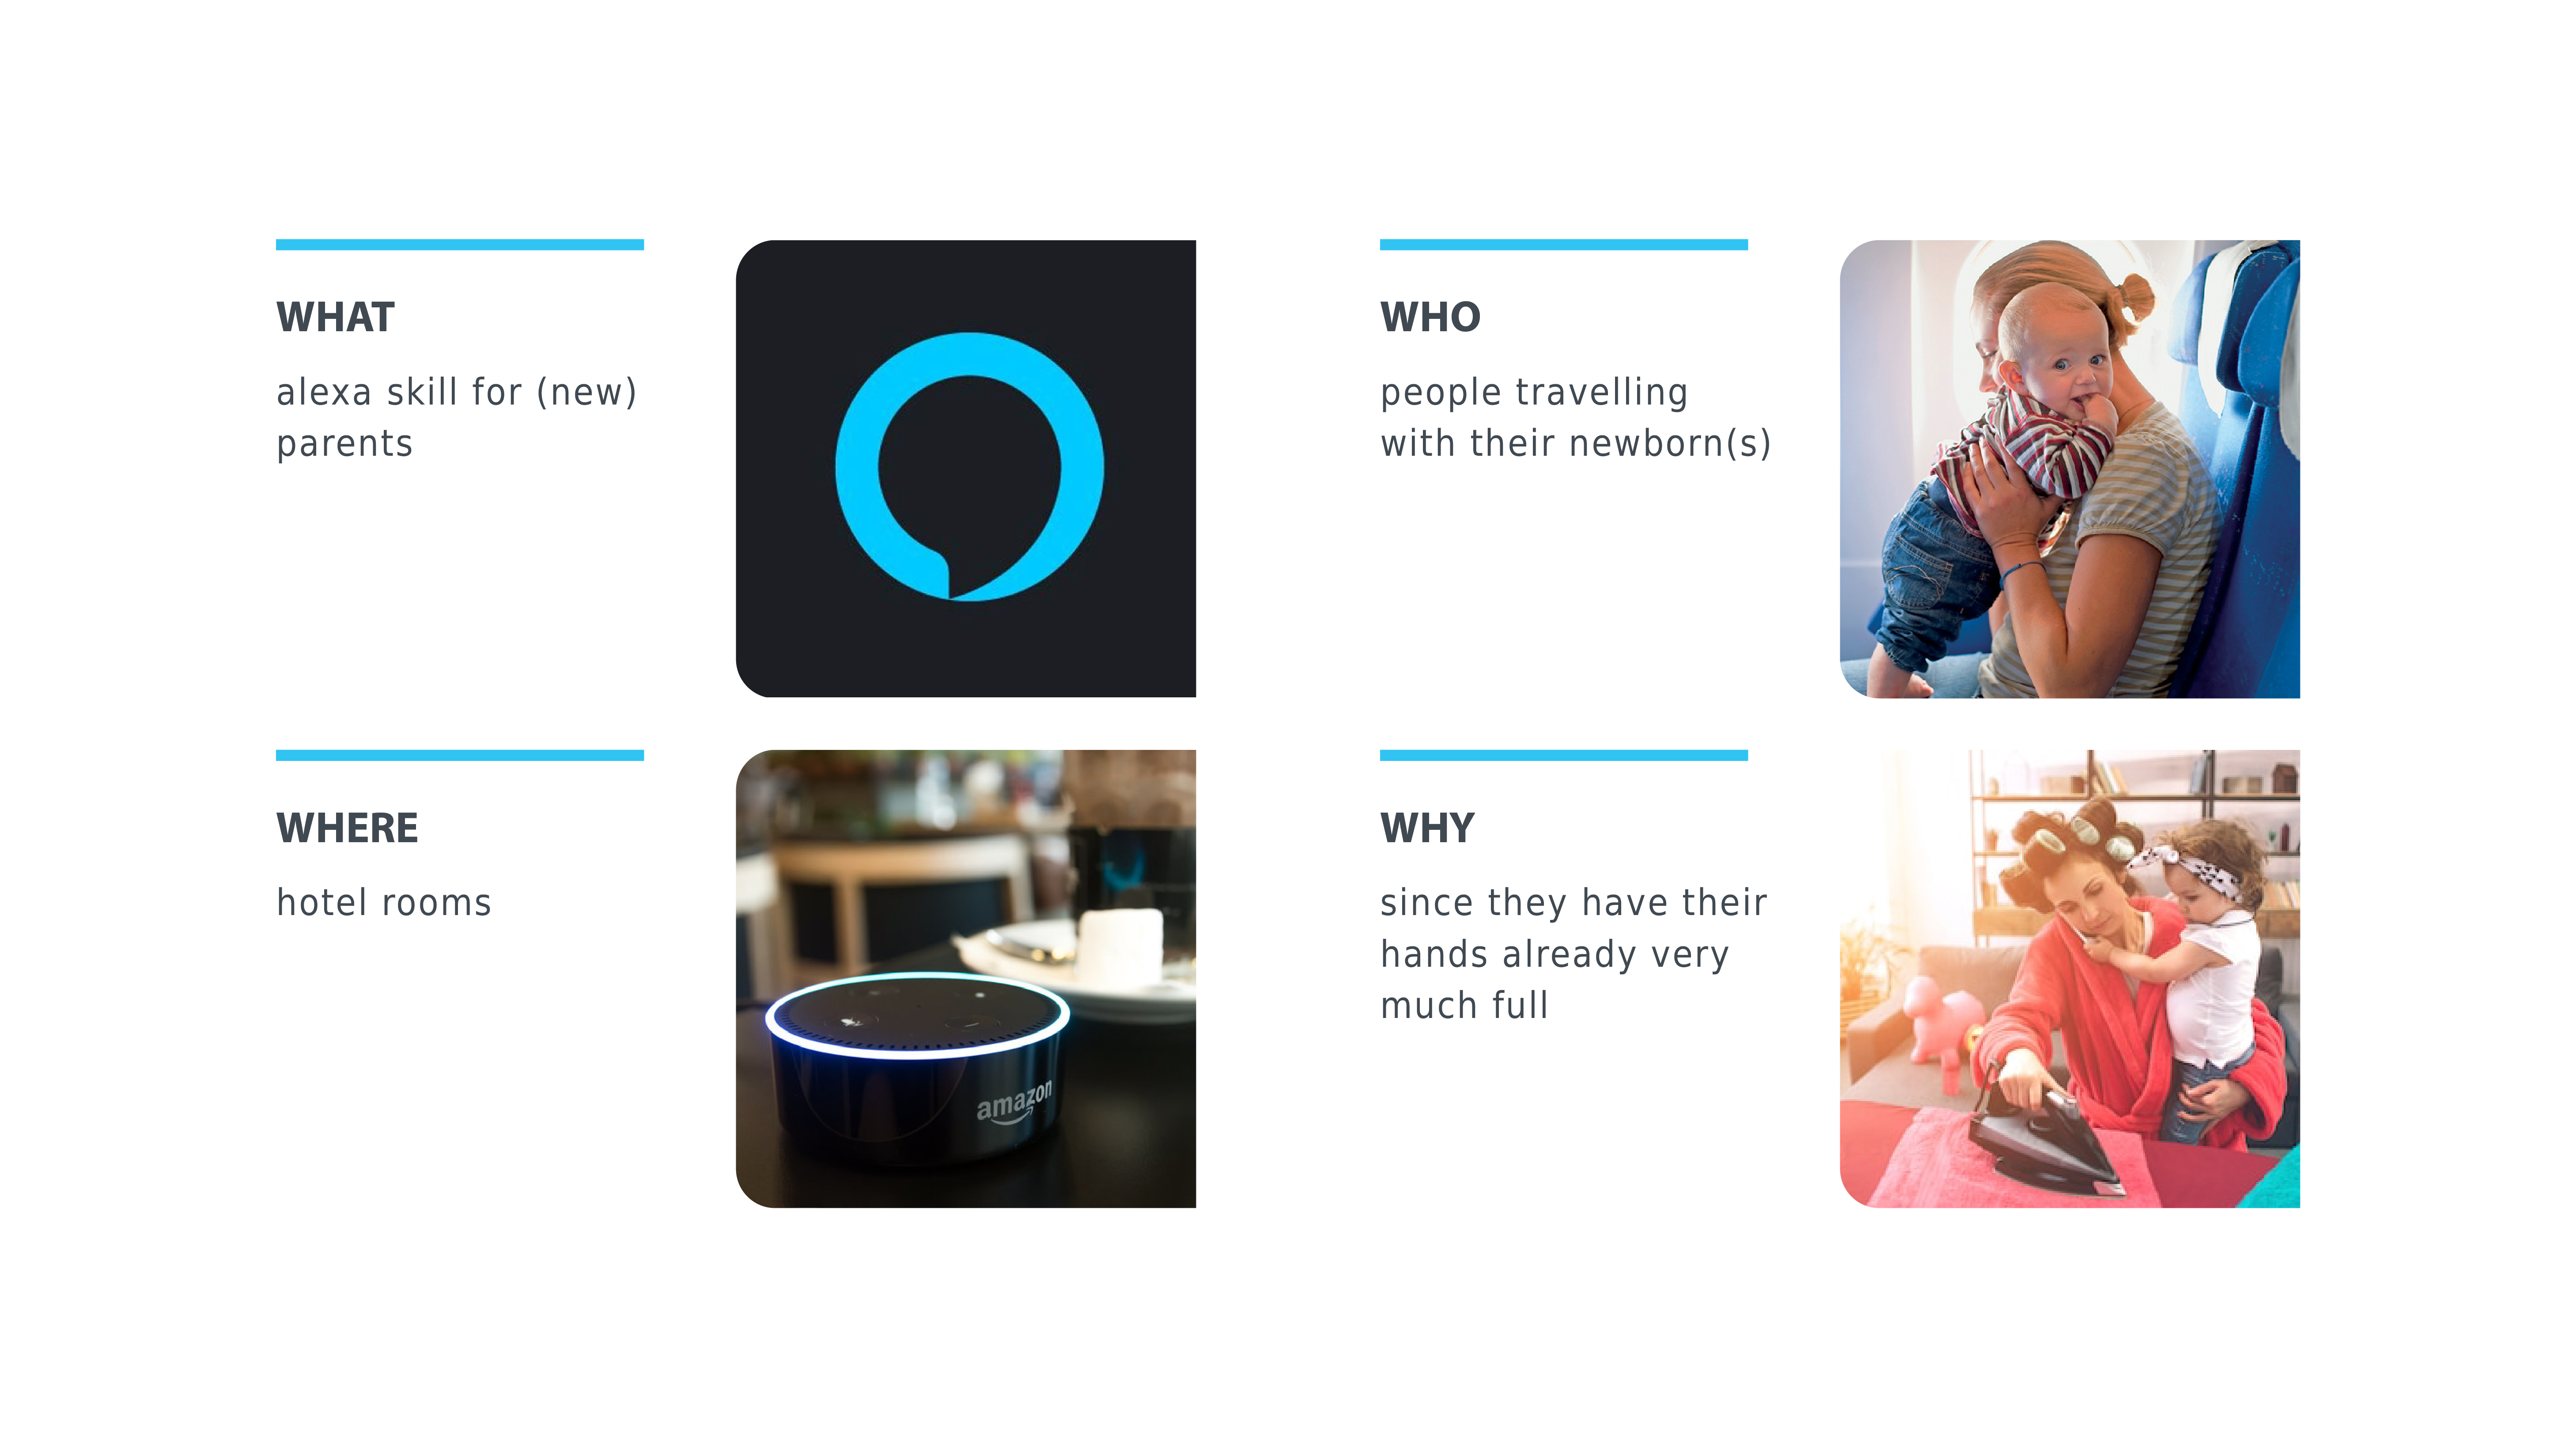 WHAT
alexa skill for (new)
parents
WHO
people travelling
with their newborn(s)
WHERE
hotel rooms
amazon
WHY
since they have their
hands already very
much full